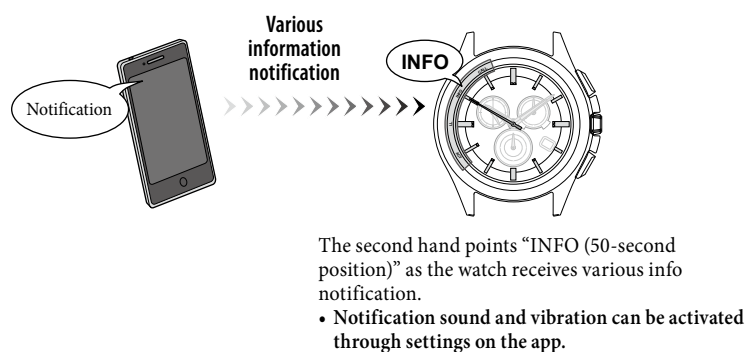 Various
information
notification
INFO
Notification
The second hand points “INFO (50-second
position)” as the watch receives various info
notification.
• Notification sound and vibration can be activated
through settings on the app.